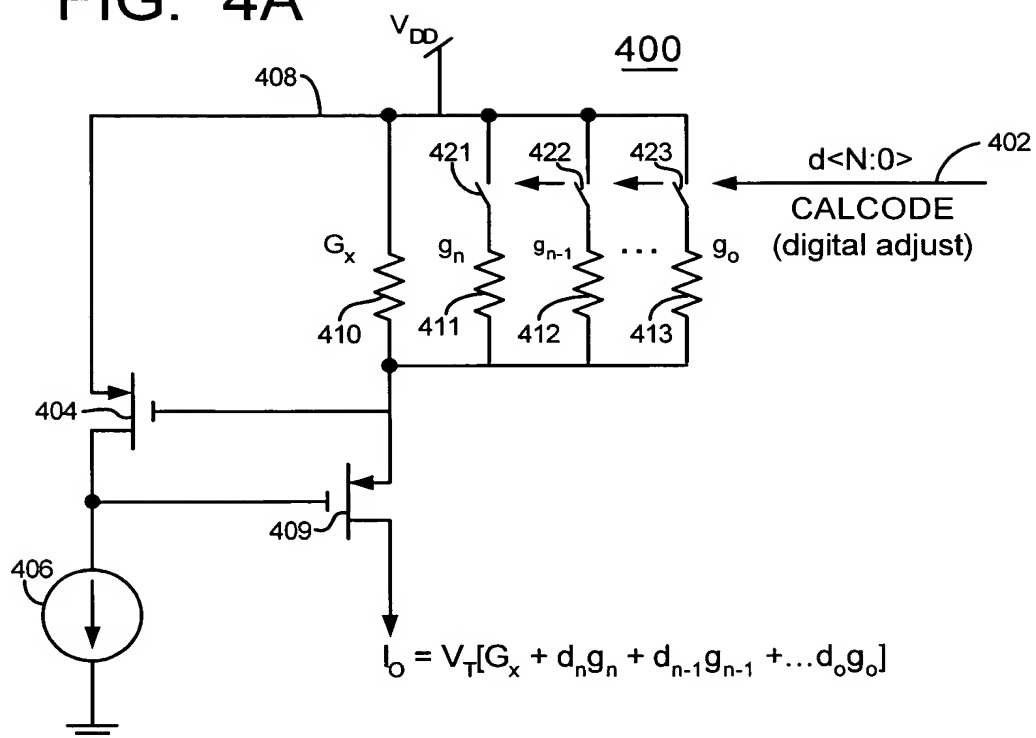 FIG. 4A
V_DD
400
408
421
422
423
d<N:0>
402
CALCODE
(digital adjust)
G_x
g_n
g_n-1
...
g_o
410
411
412
413
404
409
406
I_O = V_T[G_x + d_ng_n + d_n-1g_n-1 +...d_og_o]